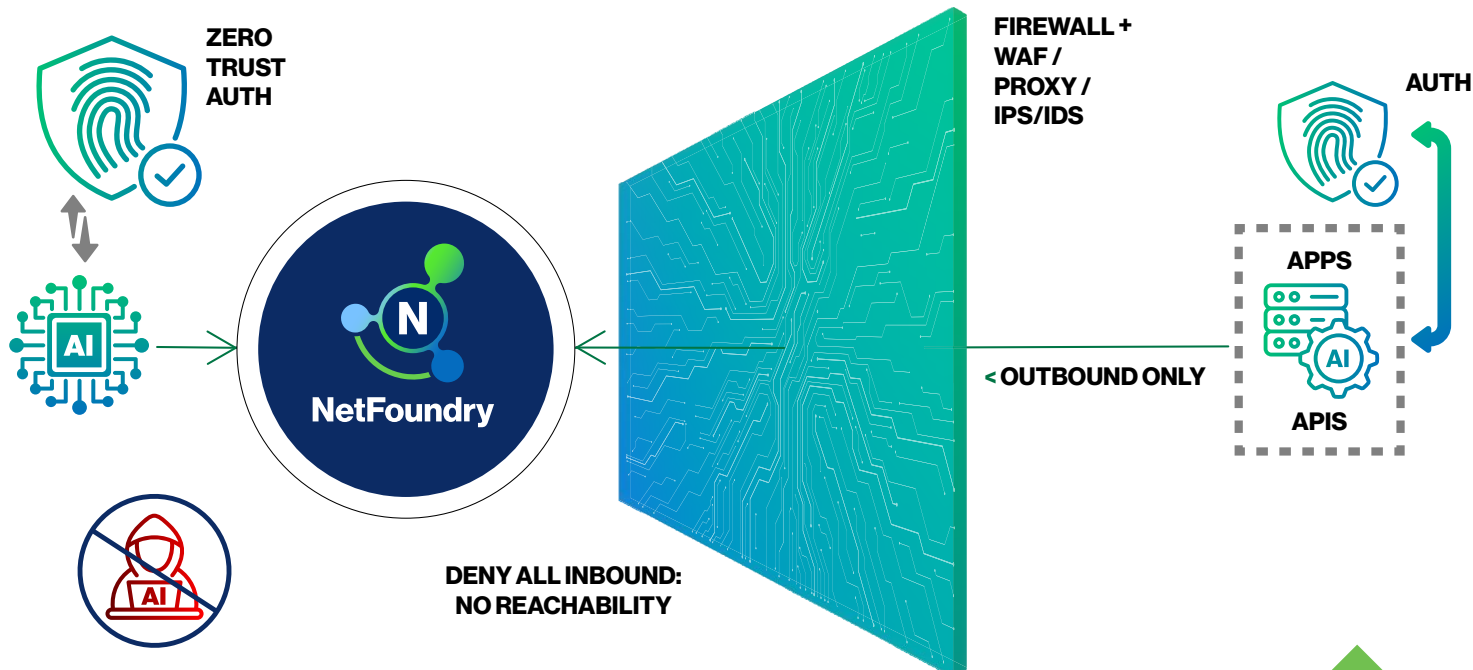 ZERO
TRUST
AUTH
FIREWALL +
WAF /
PROXY /
IPS/IDS
AUTH
AI
N
NetFoundry
< OUTBOUND ONLY
APPS
AI
APIS
AI
DENY ALL INBOUND:
NO REACHABILITY